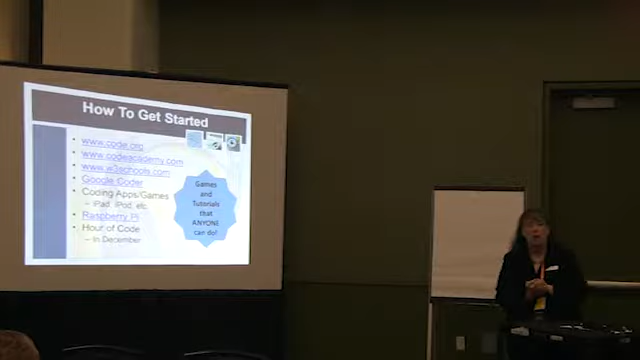 How To Get Started
• www.code.org
• www.codeacademy.com
• www.w3schools.com
• Google Coder
• Coding Apps/Games
– iPad, iPod, etc.
• Raspberry Pi
• Hour of Code
– In December
Games
and
Tutorials
that
ANYONE
can do!